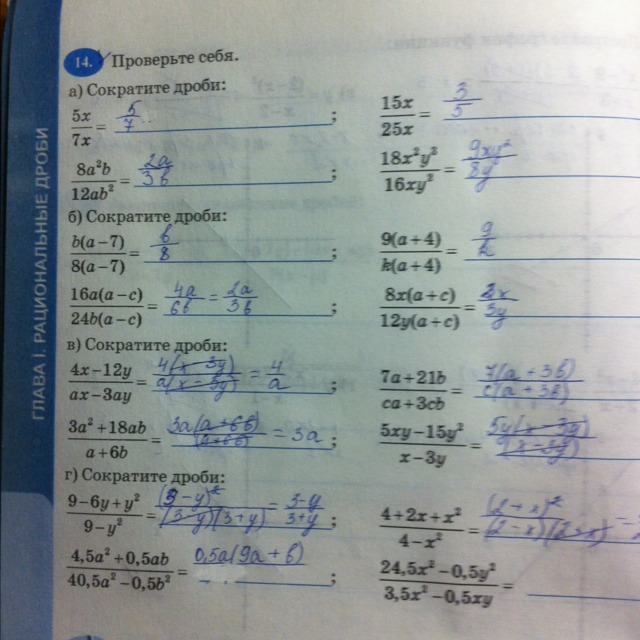 ГЛАВА I. РАЦИОНАЛЬНЫЕ ДРОБИ
14. Проверьте себя.
а) Сократите дроби:
5x/7x = 5/7 ; 15x/25x = 3/5
8a²b/12ab² = 2a/3b ; 18x²y³/16xy² = 9xy²/8y
б) Сократите дроби:
b(a−7)/8(a−7) = b/8 ; 9(a+4)/k(a+4) = 9/k
16a(a−c)/24b(a−c) = 4a/6b = 2a/3b ; 8x(a+c)/12y(a+c) = 2x/3y
в) Сократите дроби:
4x−12y/ax−3ay = 4(x−3y)/a(x−3y) = 4/a ; 7a+21b/ca+3cb = 7(a+3b)/c(a+3b)
3a²+18ab/a+6b = 3a(a+6b)/(a+6b) = 3a ; 5xy−15y²/x−3y = 5y(x−3y)/(x−3y)
г) Сократите дроби:
9−6y+y²/9−y² = (3−y)²/(3−y)(3+y) = 3−y/3+y ; 4+2x+x²/4−x² = (2+x)²/(2−x)(2+x) =
4,5a²+0,5ab/40,5a²−0,5b² = 0,5a(9a+b) ; 24,5x²−0,5y²/3,5x²−0,5xy =